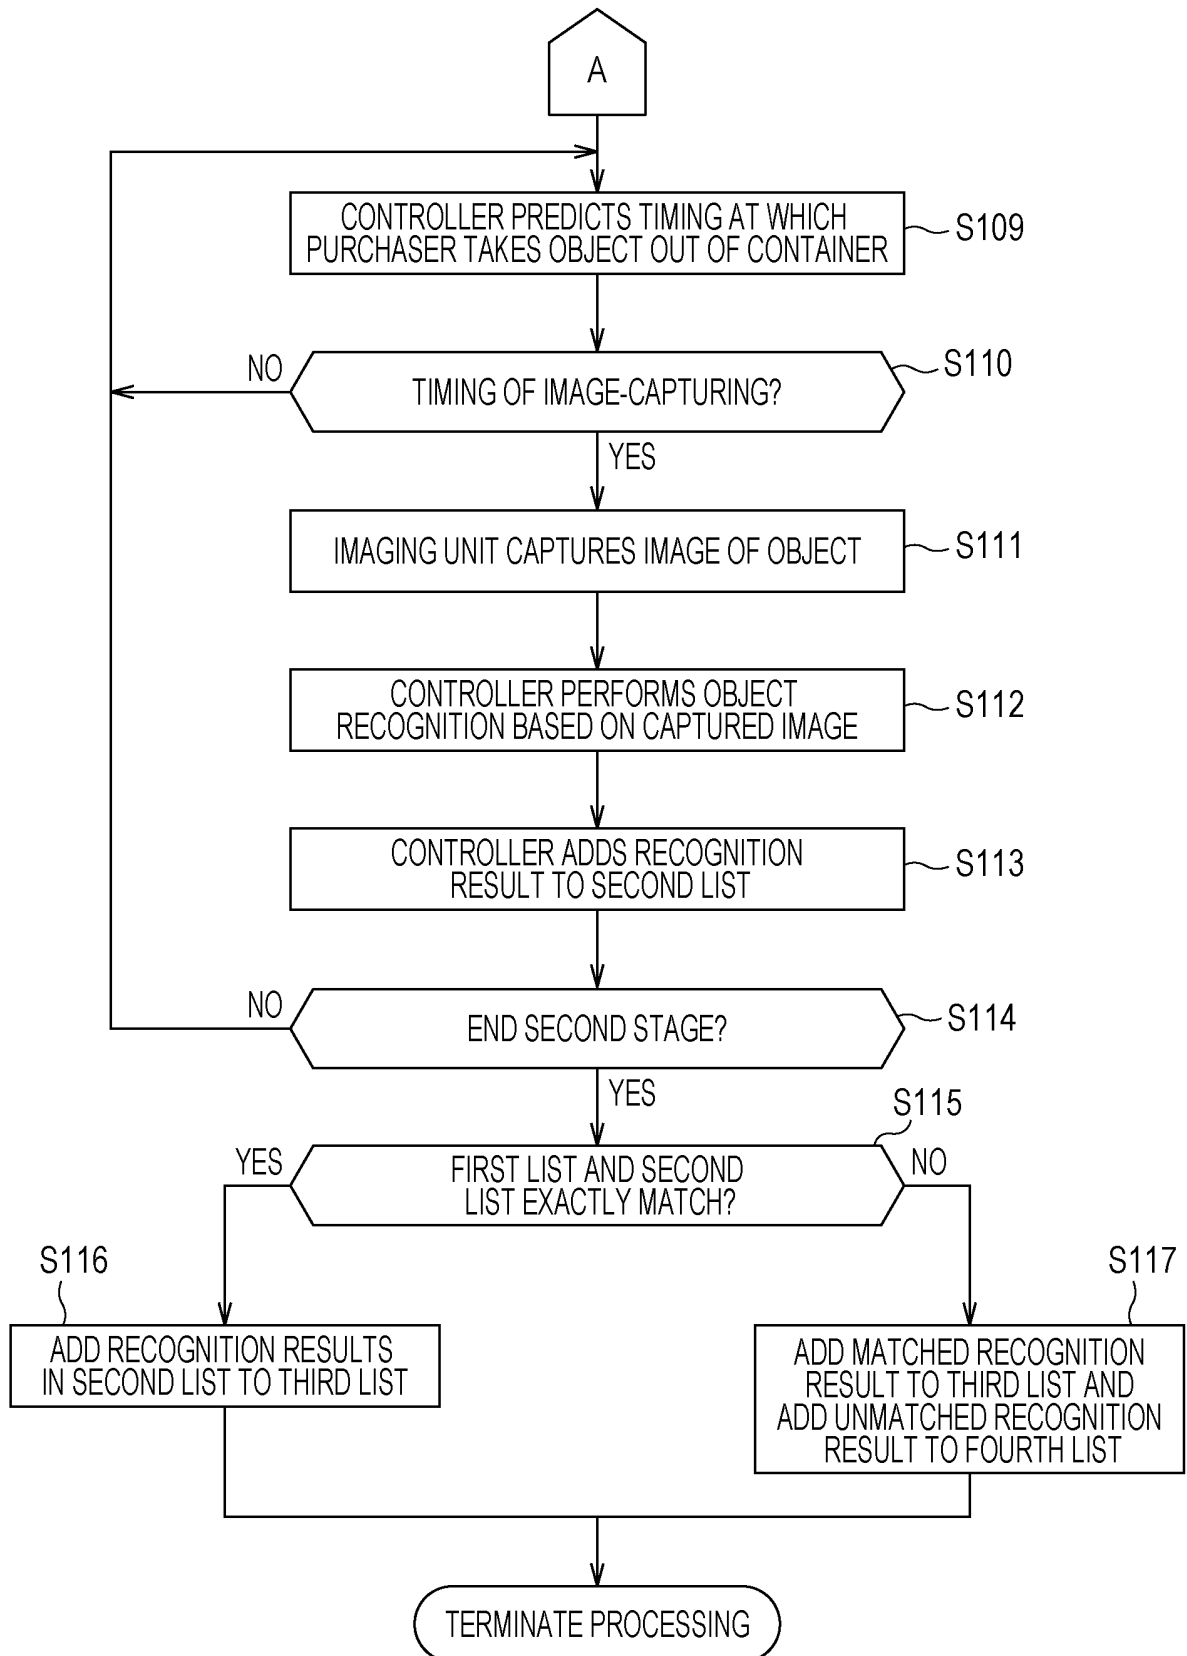 A
CONTROLLER PREDICTS TIMING AT WHICH
PURCHASER TAKES OBJECT OUT OF CONTAINER
S109
NO
TIMING OF IMAGE-CAPTURING?
S110
YES
IMAGING UNIT CAPTURES IMAGE OF OBJECT
S111
CONTROLLER PERFORMS OBJECT
RECOGNITION BASED ON CAPTURED IMAGE
S112
CONTROLLER ADDS RECOGNITION
RESULT TO SECOND LIST
S113
NO
END SECOND STAGE?
S114
YES
S115
YES
FIRST LIST AND SECOND
LIST EXACTLY MATCH?
NO
S116
ADD RECOGNITION RESULTS
IN SECOND LIST TO THIRD LIST
S117
ADD MATCHED RECOGNITION
RESULT TO THIRD LIST AND
ADD UNMATCHED RECOGNITION
RESULT TO FOURTH LIST
TERMINATE PROCESSING